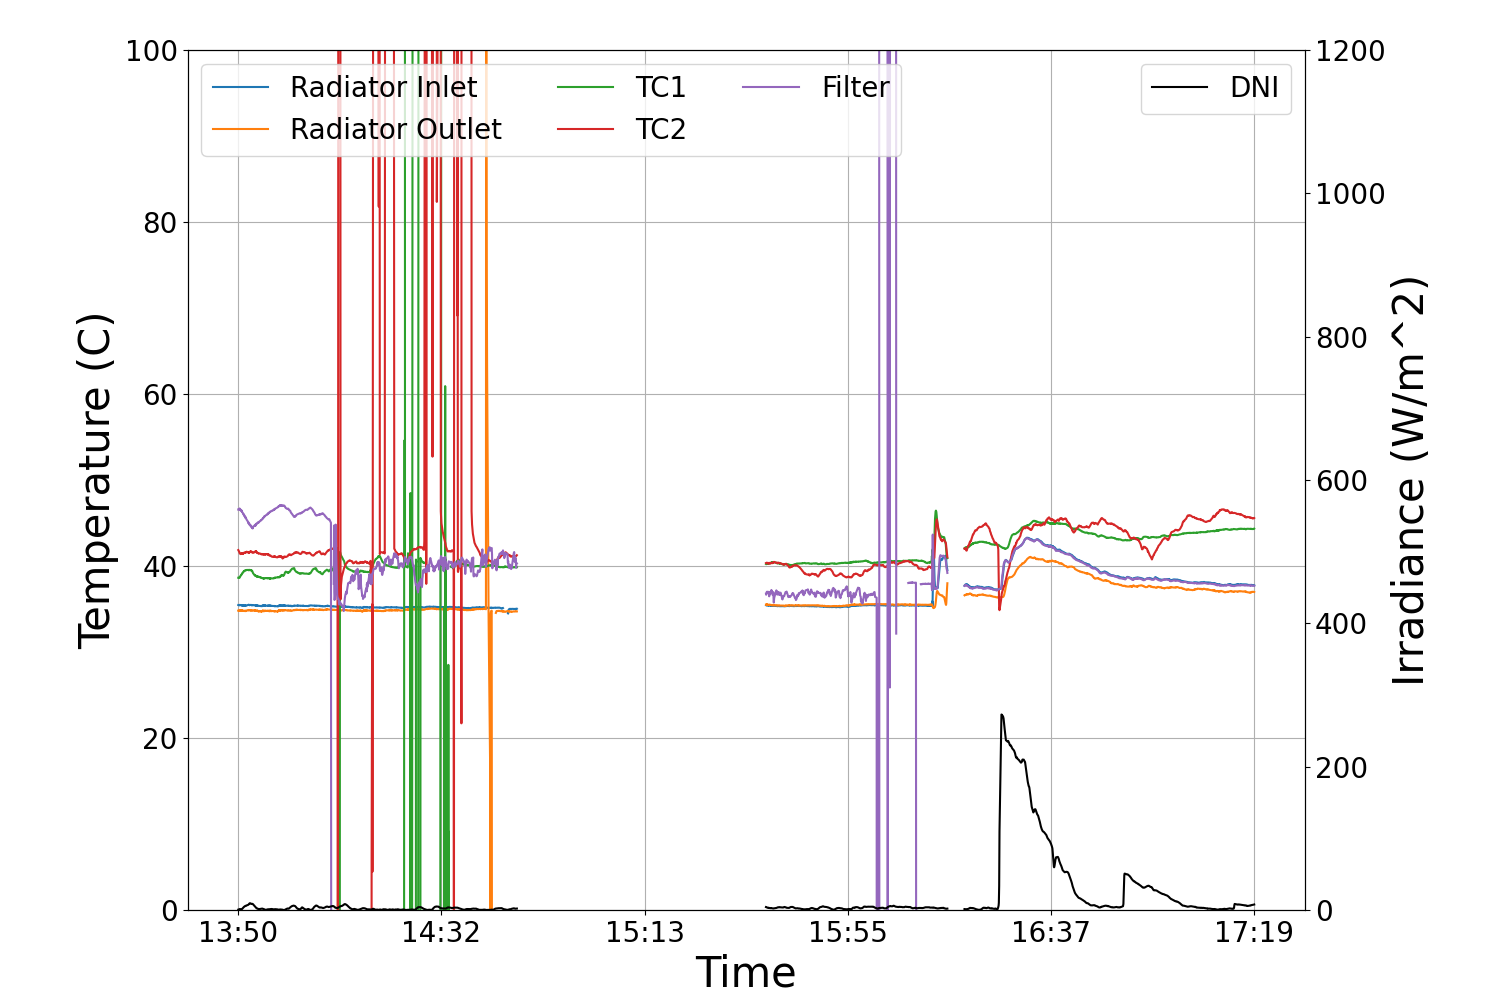 Radiator Inlet
Radiator Outlet
TC1
TC2
Filter
DNI
100
80
60
40
20
0
Temperature (C)
1200
1000
800
600
400
200
0
Irradiance (W/m^2)
13:50
14:32
15:13
15:55
16:37
17:19
Time